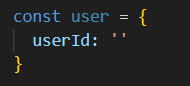 const user = {
  userId: ''
}